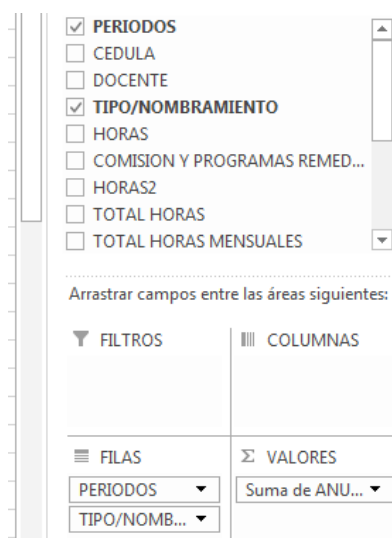 PERIODOS
CEDULA
DOCENTE
TIPO/NOMBRAMIENTO
HORAS
COMISION Y PROGRAMAS REMED...
HORAS2
TOTAL HORAS
TOTAL HORAS MENSUALES
Arrastrar campos entre las áreas siguientes:
FILTROS
COLUMNAS
FILAS
Σ VALORES
PERIODOS
Suma de ANU...
TIPO/NOMB...